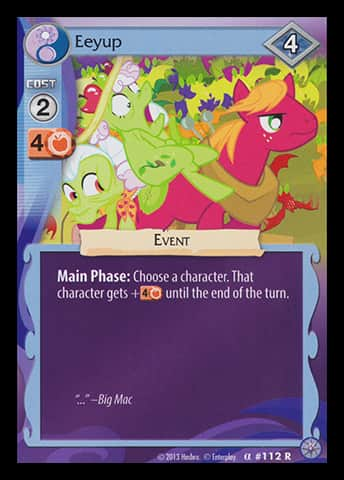 Eeyup
4
COST
2
4
EVENT
Main Phase: Choose a character. That
character gets +4 until the end of the turn.
"..." –Big Mac
© 2013 Hasbro. © Enterplay α #112 R